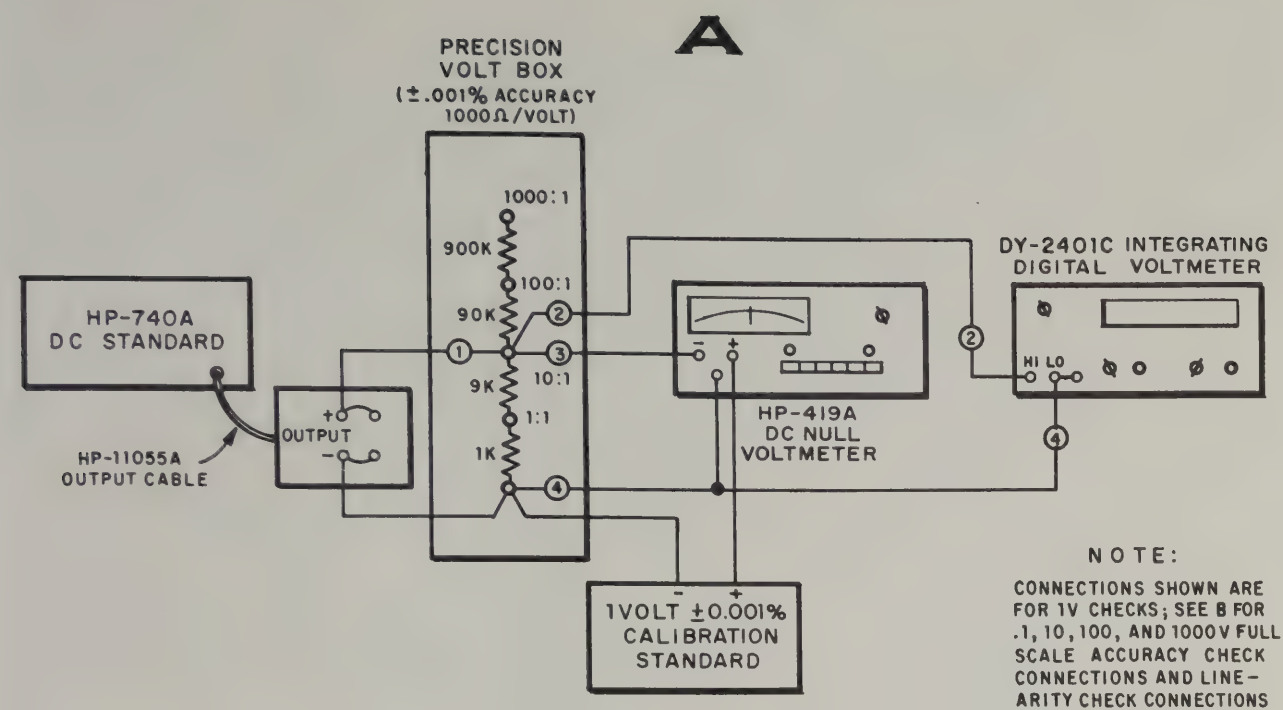 A
PRECISION
VOLT BOX
(±.001% ACCURACY
1000Ω/VOLT)
1000:1
900K
100:1
90K
2
1
3
10:1
9K
1:1
1K
4
HP-740A
DC STANDARD
+
OUTPUT
-
HP-11055A
OUTPUT CABLE
- +
HP-419A
DC NULL
VOLTMETER
DY-2401C INTEGRATING
DIGITAL VOLTMETER
2
HI LO
4
- +
1VOLT ±0.001%
CALIBRATION
STANDARD
NOTE:
CONNECTIONS SHOWN ARE
FOR 1V CHECKS; SEE B FOR
.1, 10, 100, AND 1000V FULL
SCALE ACCURACY CHECK
CONNECTIONS AND LINE-
ARITY CHECK CONNECTIONS